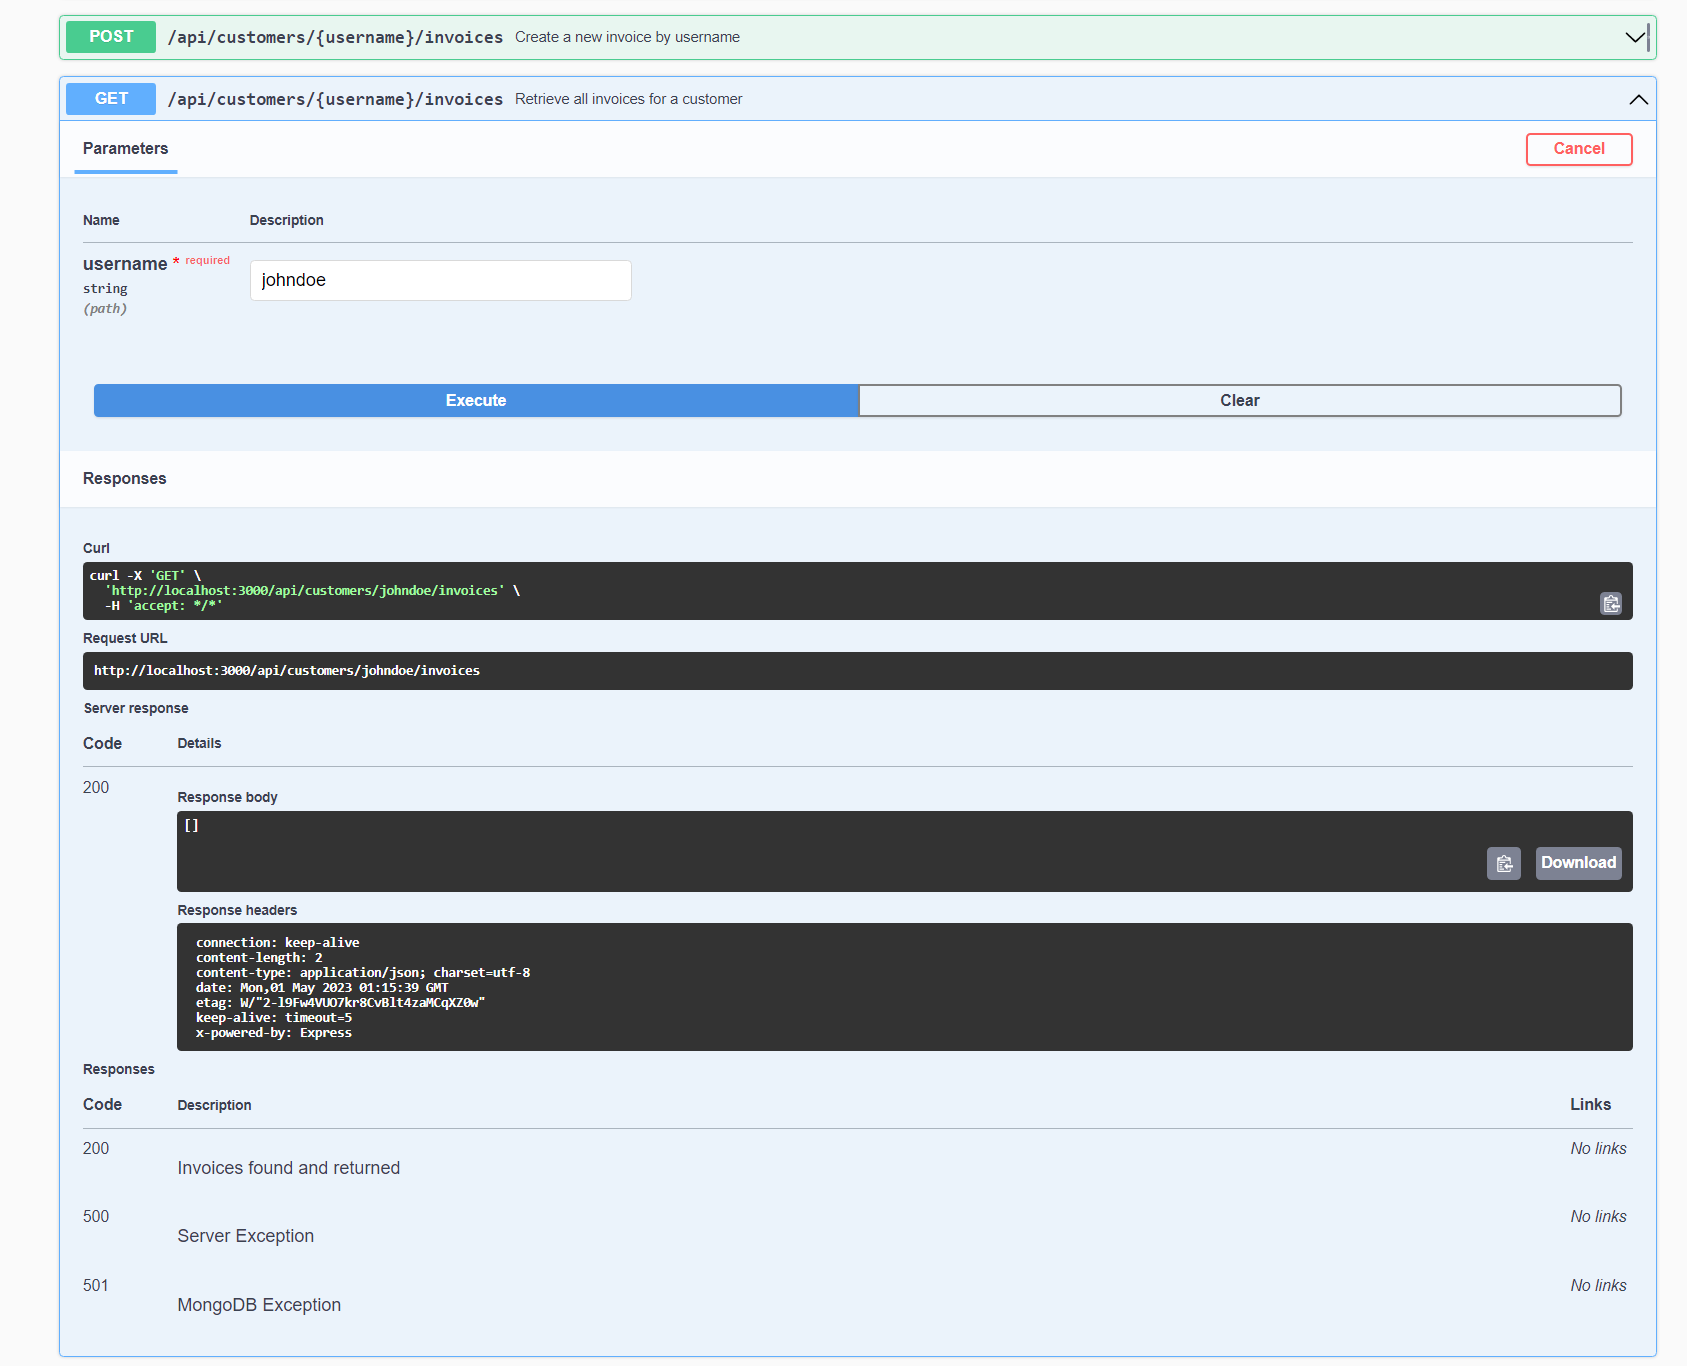 POST /api/customers/{username}/invoices Create a new invoice by username
GET /api/customers/{username}/invoices Retrieve all invoices for a customer
Parameters Cancel
Name Description
username * required johndoe
string
(path)
Execute Clear
Responses
Curl
curl -X 'GET' \
'http://localhost:3000/api/customers/johndoe/invoices' \
-H 'accept: */*'
Request URL
http://localhost:3000/api/customers/johndoe/invoices
Server response
Code Details
200
Response body
[]
Download
Response headers
connection: keep-alive
content-length: 2
content-type: application/json; charset=utf-8
date: Mon,01 May 2023 01:15:39 GMT
etag: W/"2-l9Fw4VUO7kr8CvBlt4zaMCqXZ0w"
keep-alive: timeout=5
x-powered-by: Express
Responses
Code Description Links
200 No links
Invoices found and returned
500 No links
Server Exception
501 No links
MongoDB Exception